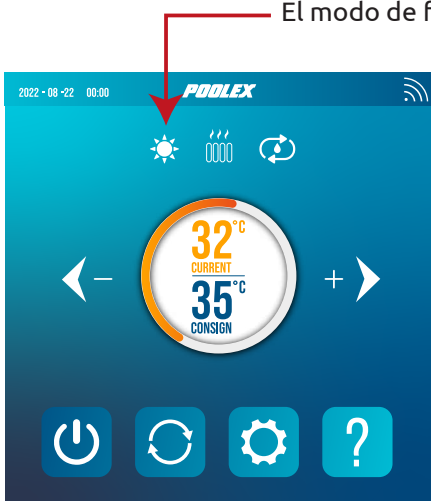 El modo de f
2022 - 08 -22 00:00 POOLEX
32°C
CURRENT
35°C
CONSIGN
− +
?